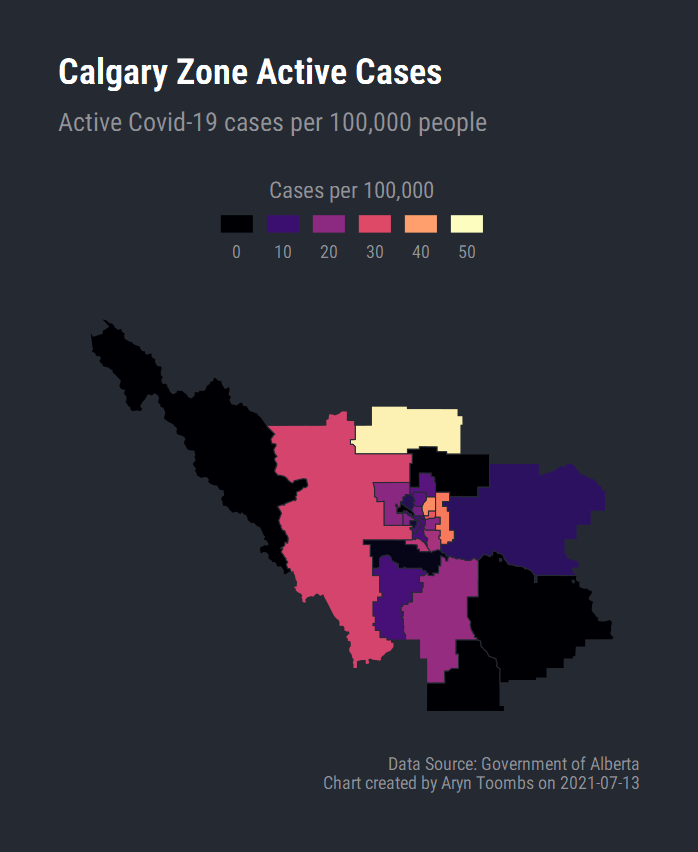 Calgary Zone Active Cases
Active Covid-19 cases per 100,000 people
Cases per 100,000
0 10 20 30 40 50
Data Source: Government of Alberta
Chart created by Aryn Toombs on 2021-07-13